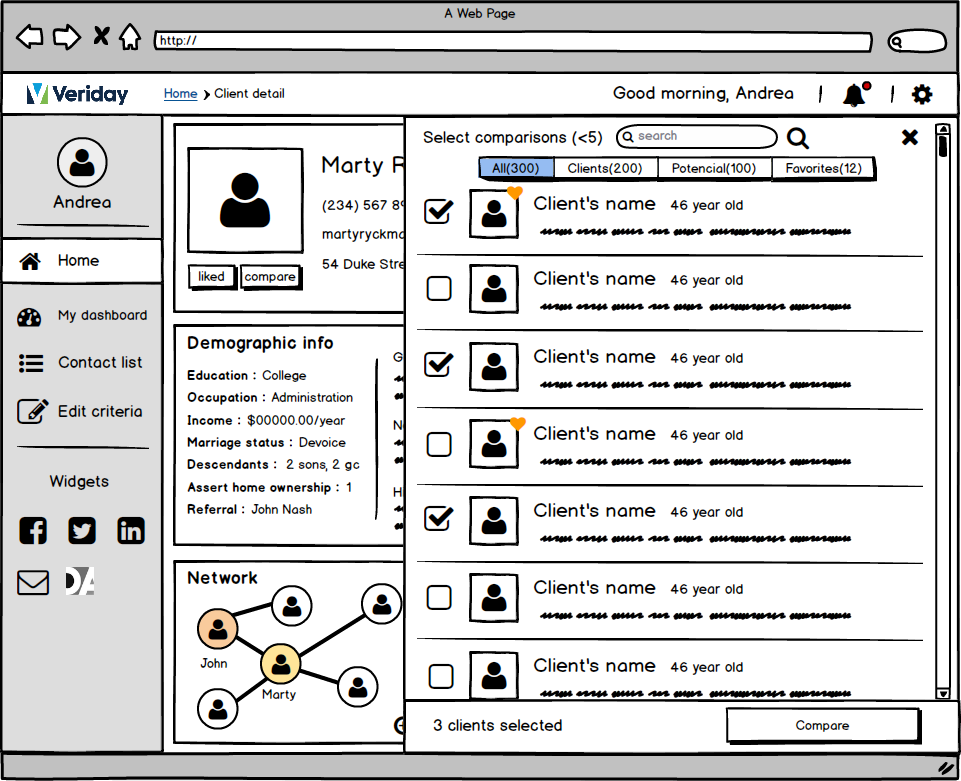 A Web Page
http://
Veriday
Home > Client detail
Good morning, Andrea
Andrea
Home
My dashboard
Contact list
Edit criteria
Widgets
DA
Marty R
(234) 567 89
martyryckma
54 Duke Stre
liked
compare
Demographic info
Education : College
Occupation : Administration
Income : $00000.00/year
Marriage status : Devoice
Descendants : 2 sons, 2 gc
Assert home ownership : 1
Referral : John Nash
G
N
H
Network
John
Marty
Select comparisons (<5)
search
All(300)
Clients(200)
Potencial(100)
Favorites(12)
Client's name 46 year old
Client's name 46 year old
Client's name 46 year old
Client's name 46 year old
Client's name 46 year old
Client's name 46 year old
Client's name 46 year old
3 clients selected
Compare